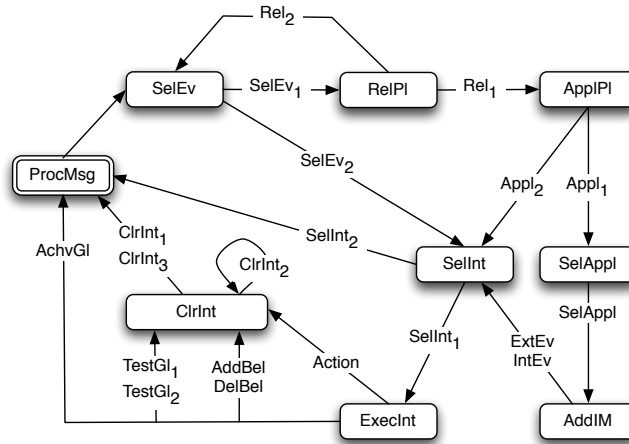 Rel₂
SelEv
SelEv₁
RelPl
Rel₁
ApplPl
SelEv₂
ProcMsg
Appl₂
Appl₁
ClrInt₁
ClrInt₃
AchvGl
SelInt₂
ClrInt₂
SelInt
SelAppl
ClrInt
SelAppl
SelInt₁
ExtEv
IntEv
Action
TestGl₁
TestGl₂
AddBel
DelBel
ExecInt
AddIM